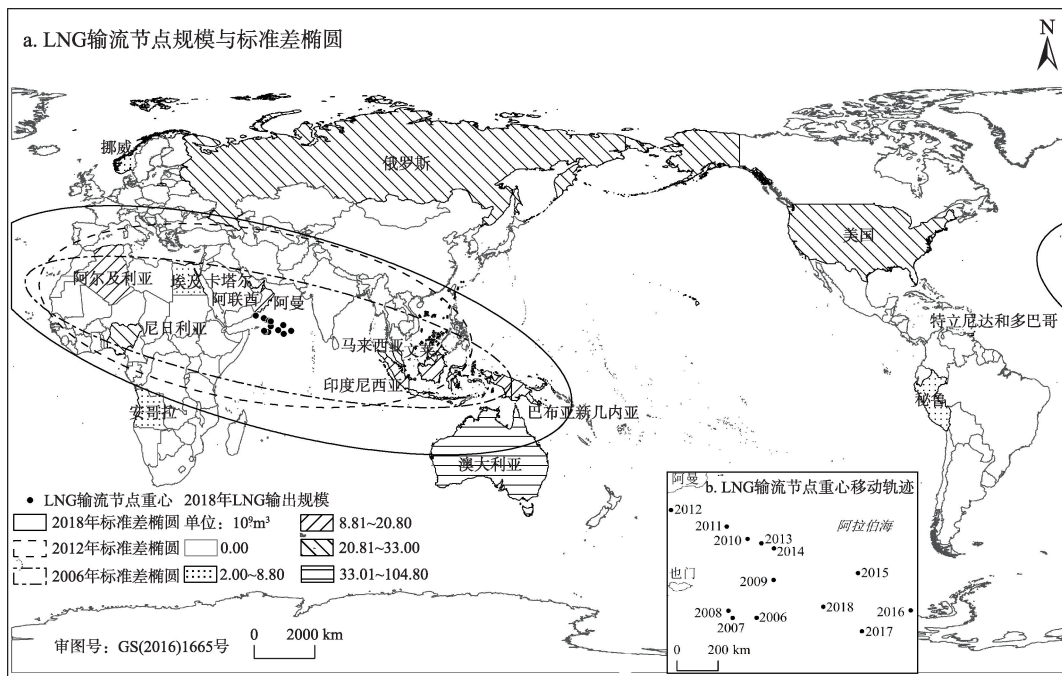 a. LNG输流节点规模与标准差椭圆
N
挪威
俄罗斯
美国
阿尔及利亚
埃及
卡塔尔
阿联酋
阿曼
尼日利亚
特立尼达和多巴哥
马来西亚
文莱
印度尼西亚
秘鲁
安哥拉
巴布亚新几内亚
澳大利亚
LNG输流节点重心 2018年LNG输出规模
2018年标准差椭圆 单位：10⁹m³ 8.81~20.80
2012年标准差椭圆 0.00 20.81~33.00
2006年标准差椭圆 2.00~8.80 33.01~104.80
审图号：GS(2016)1665号
0 2000 km
阿曼
b. LNG输流节点重心移动轨迹
2012
2011
阿拉伯海
2010
2013
2014
也门
2009
2015
2008
2018
2016
2007
2006
2017
0 200 km